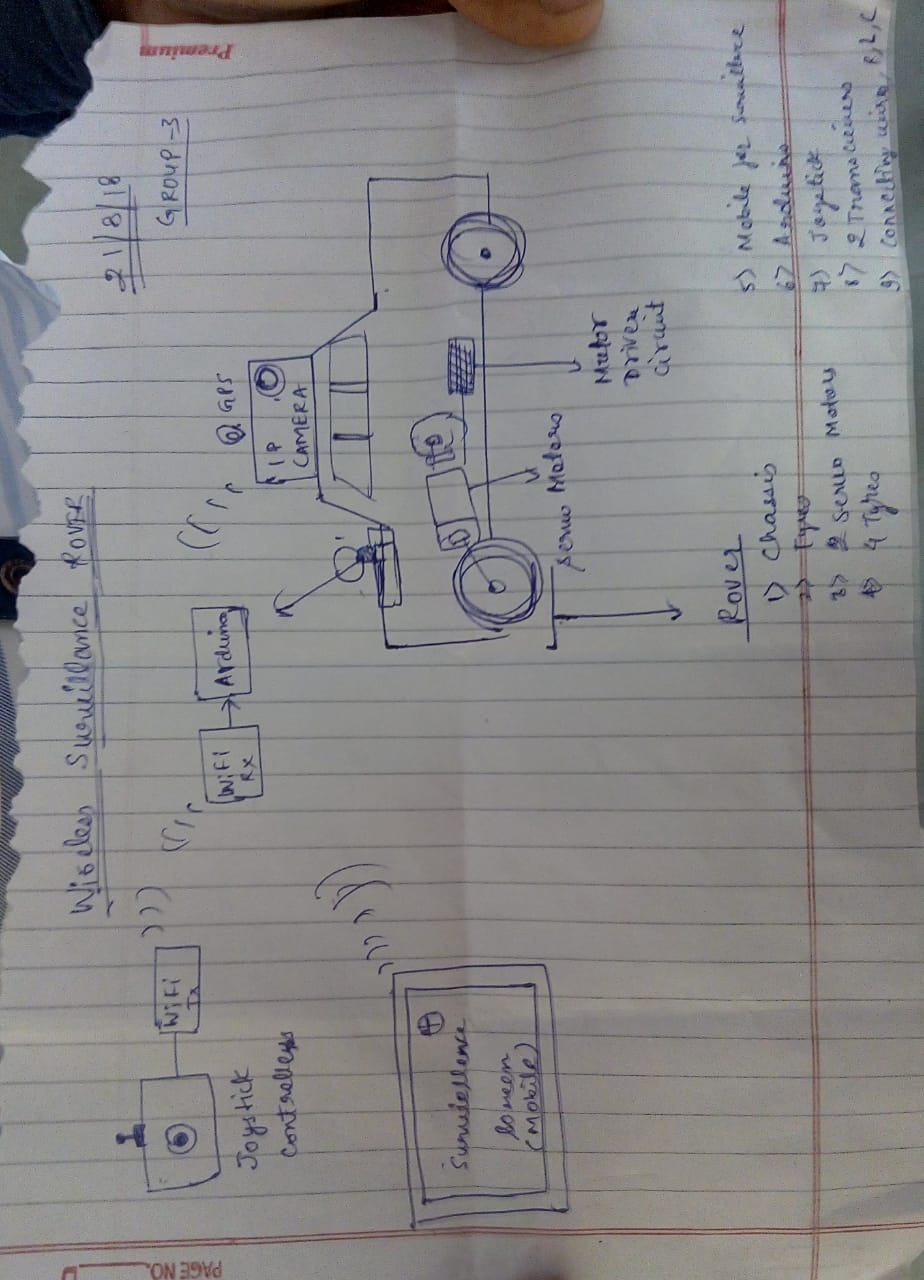 Premium
21/8/18
GROUP-3
Wireless Surveillance ROVER
WiFi
Tx
Joystick
Controller
WiFi
Rx
Arduino
@ GPS
IP
CAMERA
Surveillance
Screen
(Mobile)
Servo Motors
Motor
Driver
Circuit
Rover
1) Chassis
2) Tyres
3) 2 Servo Motors
4) 4 Tyres
5) Mobile for Surveillance
6) Arduino
7) Joystick
8) 2 Transcievers
9) Connecting wires, R, L, C
PAGE NO.